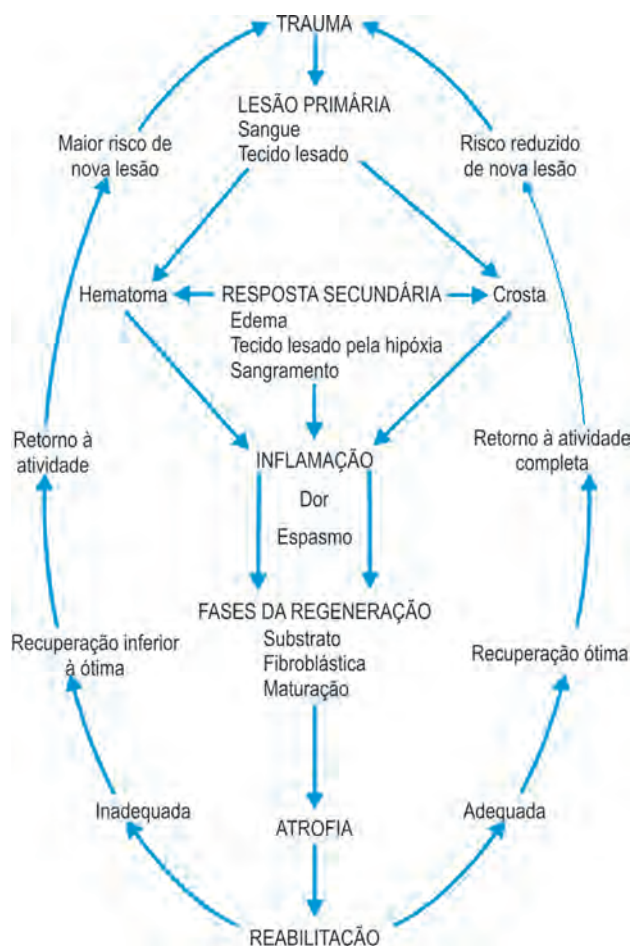 TRAUMA
LESÃO PRIMÁRIA
Sangue
Tecido lesado
Maior risco de
nova lesão
Risco reduzido
de nova lesão
Hematoma
RESPOSTA SECUNDÁRIA
Crosta
Edema
Tecido lesado pela hipóxia
Sangramento
Retorno à
atividade
INFLAMAÇÃO
Dor
Espasmo
Retorno à atividade
completa
FASES DA REGENERAÇÃO
Substrato
Fibroblástica
Maturação
Recuperação inferior
à ótima
Recuperação ótima
Inadequada
ATROFIA
Adequada
REABILITAÇÃO